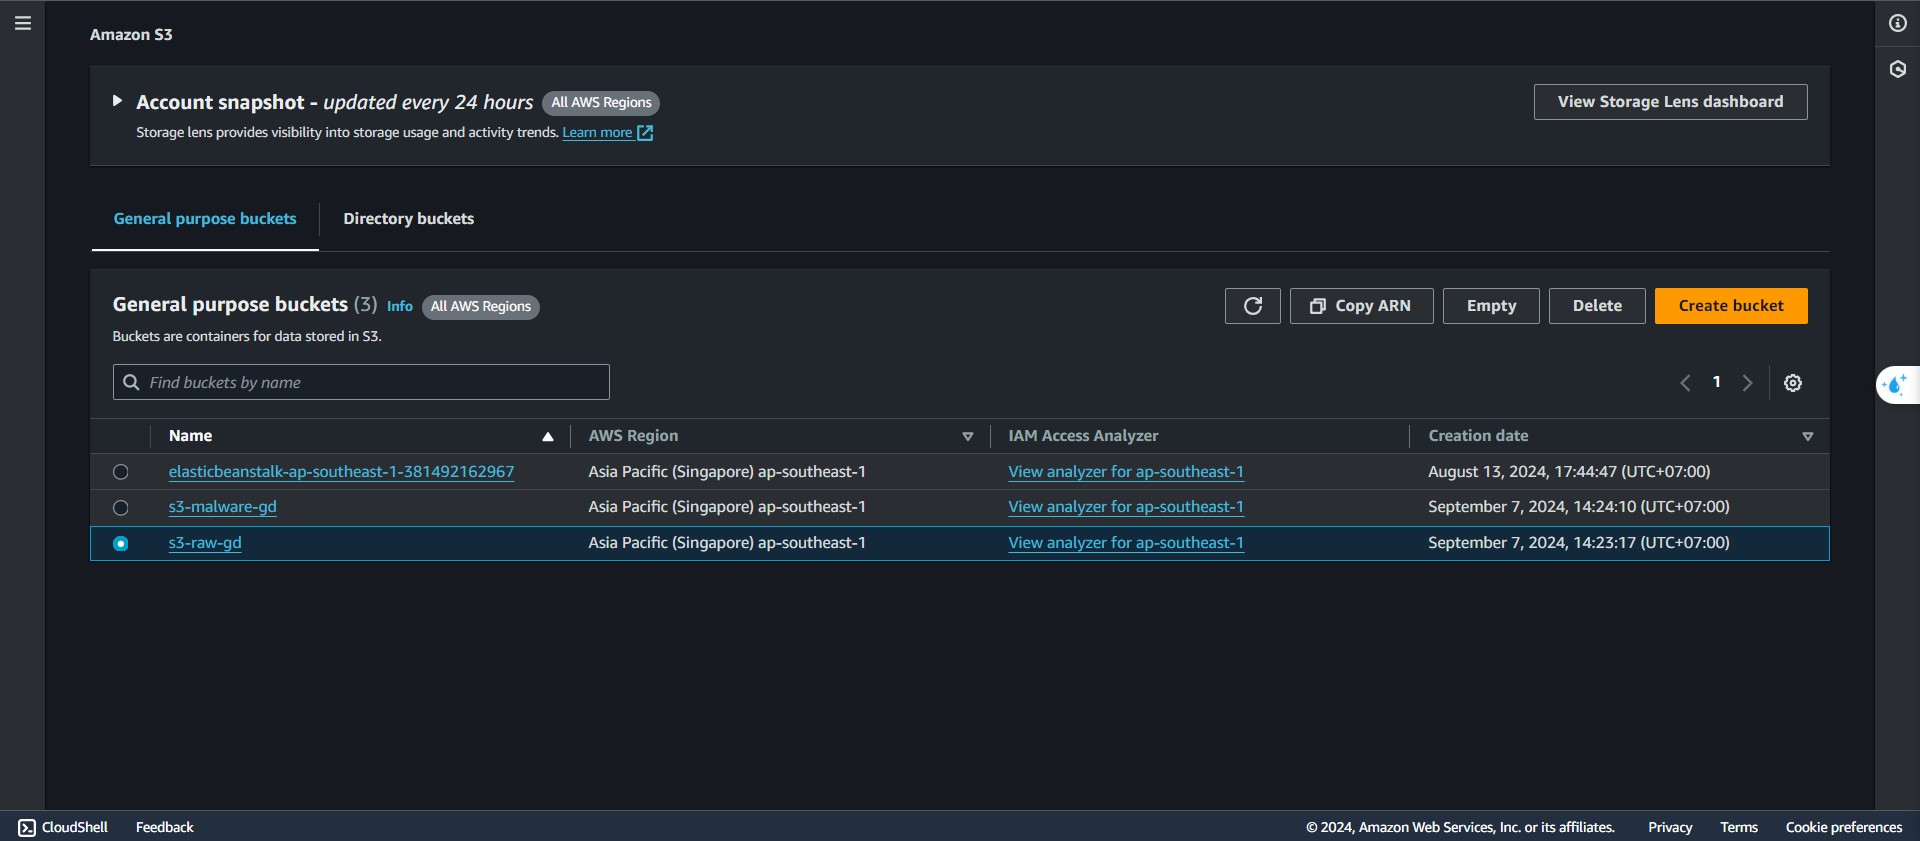 Amazon S3
Account snapshot - updated every 24 hours All AWS Regions
View Storage Lens dashboard
Storage lens provides visibility into storage usage and activity trends. Learn more
General purpose buckets
Directory buckets
General purpose buckets (3) Info All AWS Regions
Copy ARN
Empty
Delete
Create bucket
Buckets are containers for data stored in S3.
Find buckets by name
1
Name AWS Region IAM Access Analyzer Creation date
elasticbeanstalk-ap-southeast-1-381492162967 Asia Pacific (Singapore) ap-southeast-1 View analyzer for ap-southeast-1 August 13, 2024, 17:44:47 (UTC+07:00)
s3-malware-gd Asia Pacific (Singapore) ap-southeast-1 View analyzer for ap-southeast-1 September 7, 2024, 14:24:10 (UTC+07:00)
s3-raw-gd Asia Pacific (Singapore) ap-southeast-1 View analyzer for ap-southeast-1 September 7, 2024, 14:23:17 (UTC+07:00)
CloudShell Feedback © 2024, Amazon Web Services, Inc. or its affiliates. Privacy Terms Cookie preferences